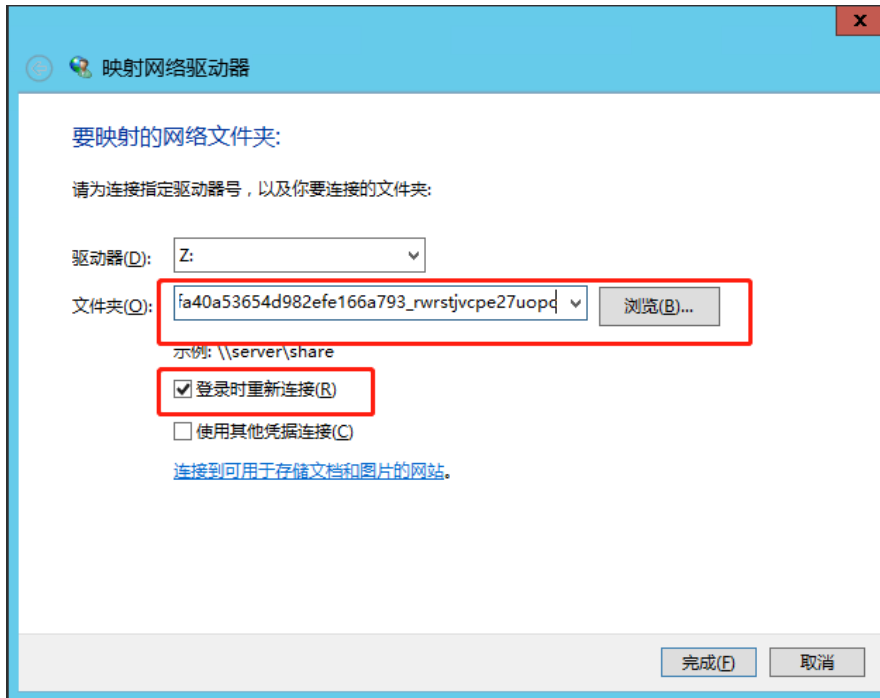 x
映射网络驱动器
要映射的网络文件夹:
请为连接指定驱动器号，以及你要连接的文件夹:
驱动器(D): Z:
文件夹(O): fa40a53654d982efe166a793_rwrstjvcpe27uopc 浏览(B)...
示例: \\server\share
登录时重新连接(R)
使用其他凭据连接(C)
连接到可用于存储文档和图片的网站。
完成(F) 取消